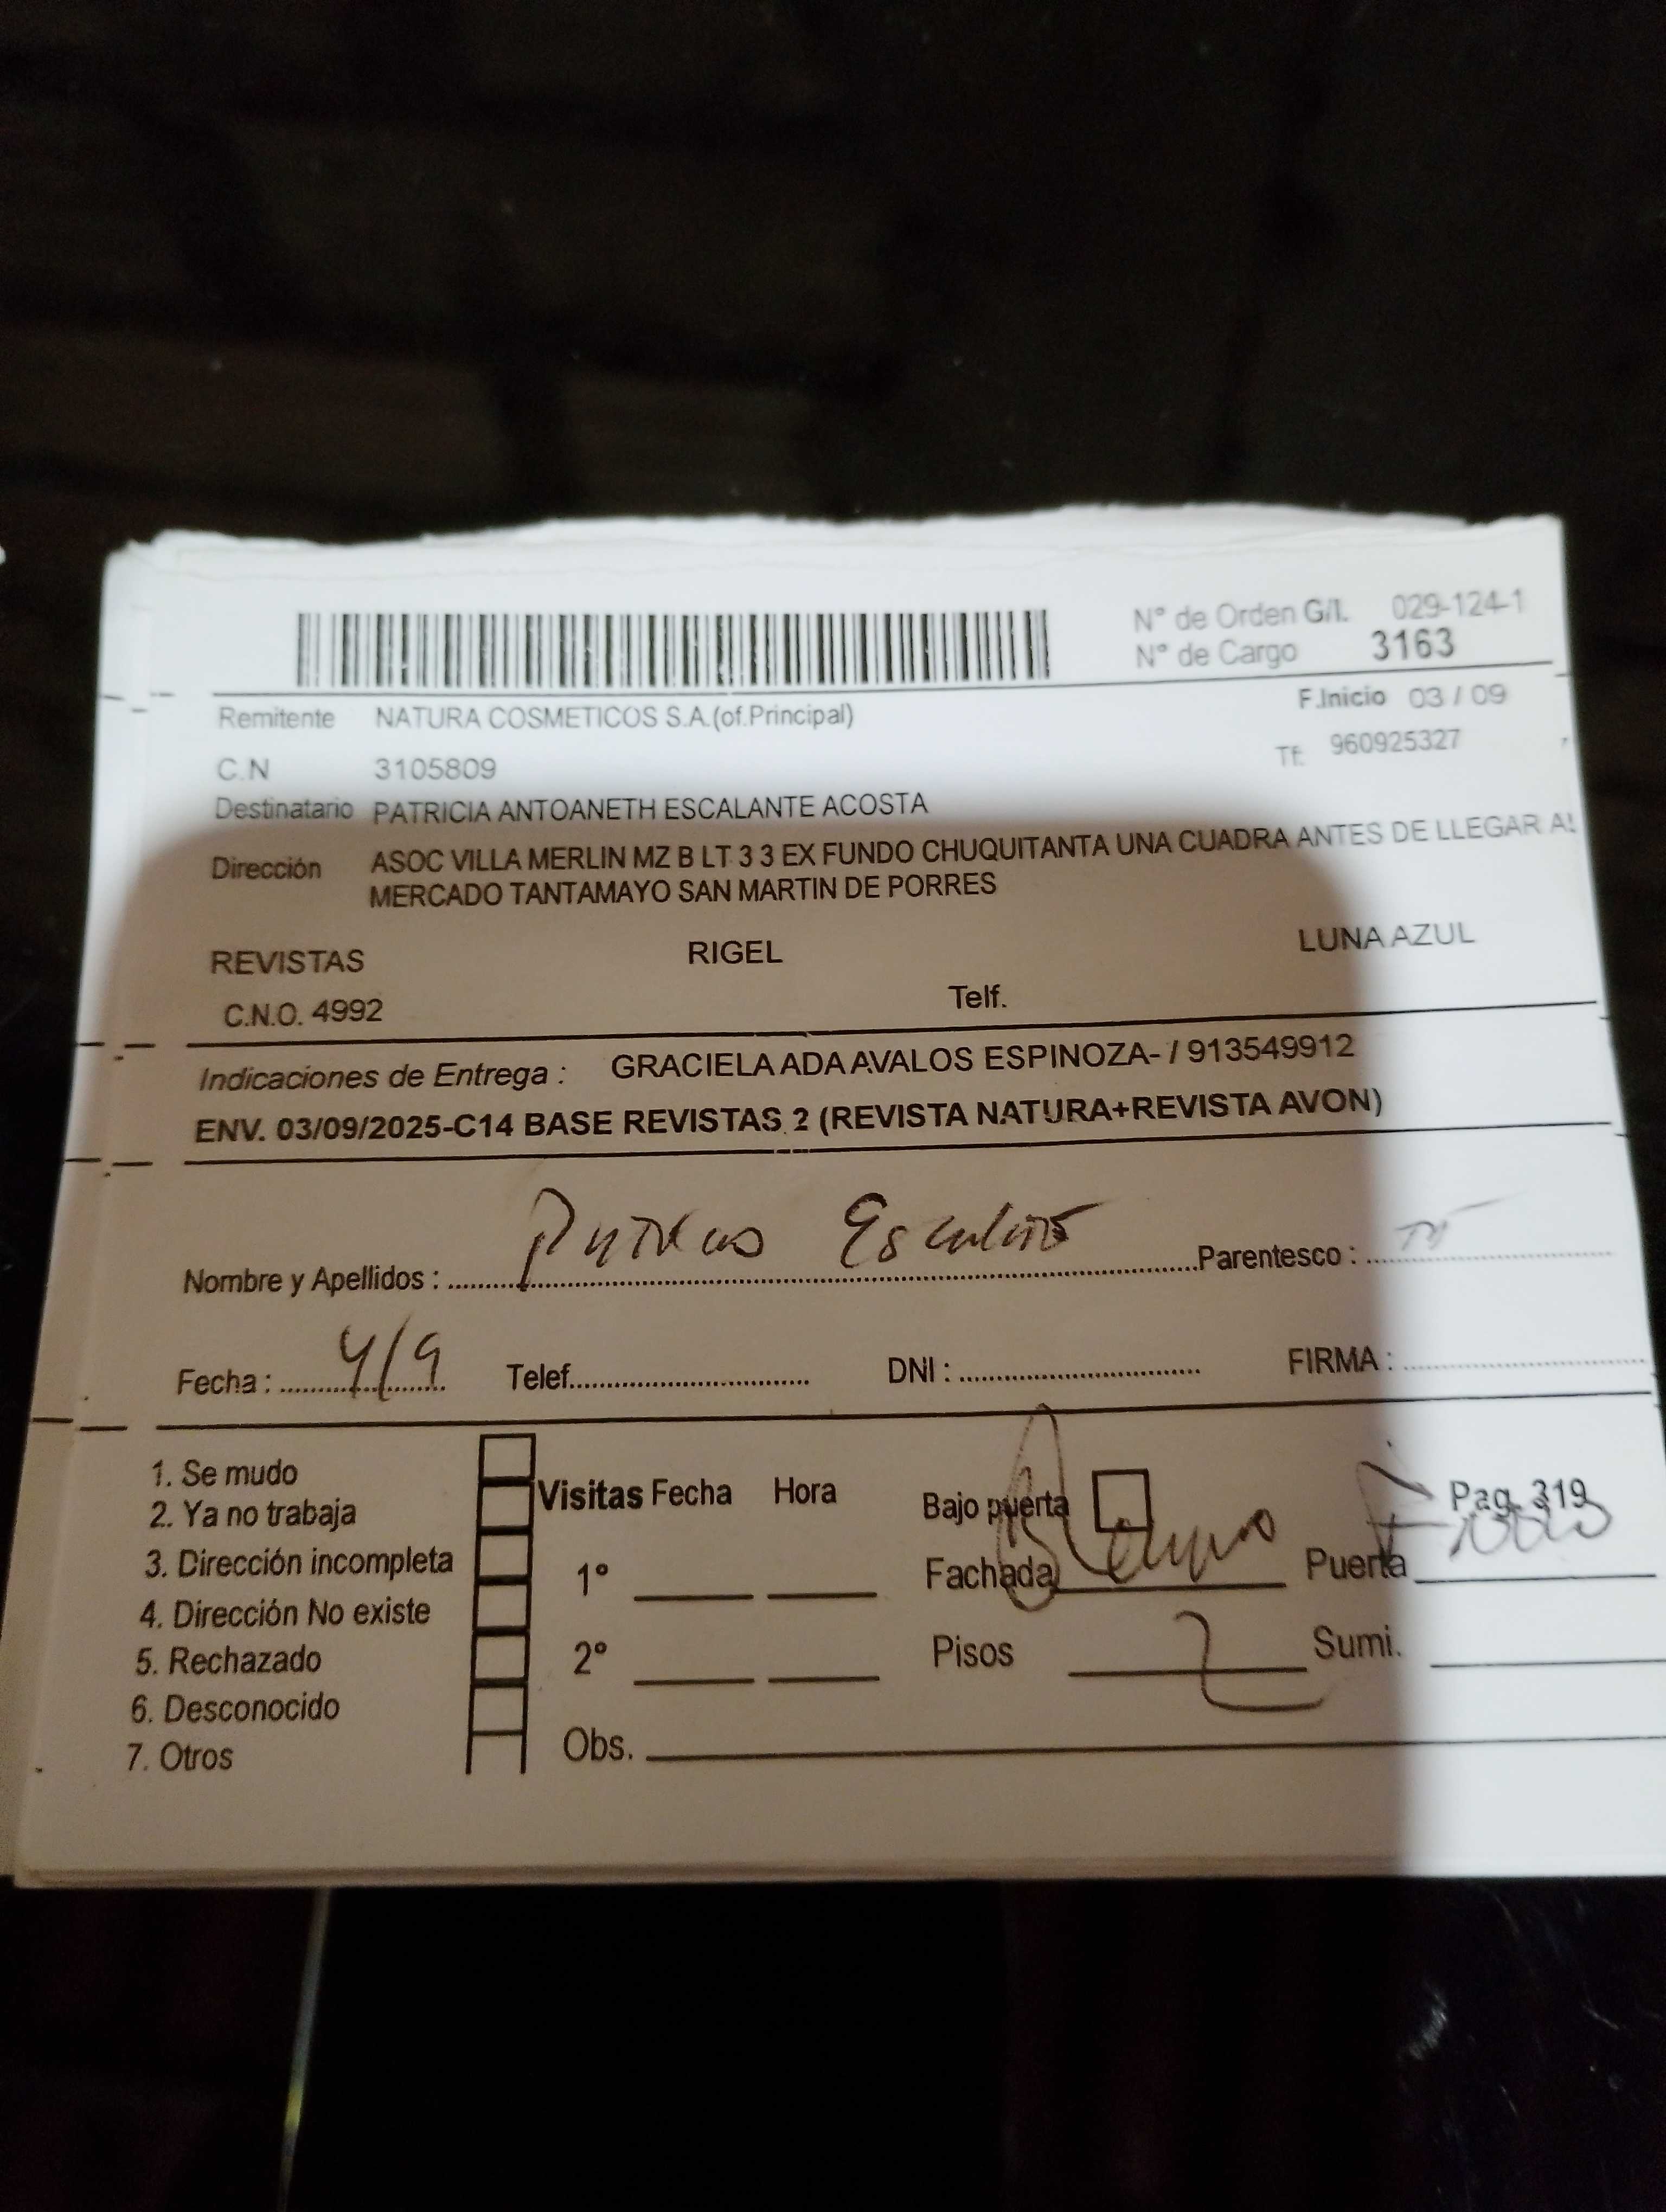 N° de Orden G/I. 029-124-1
N° de Cargo 3163
Remitente NATURA COSMETICOS S.A.(of.Principal) F.Inicio 03 / 09
C.N 3105809 Tf: 960925327
Destinatario PATRICIA ANTOANETH ESCALANTE ACOSTA
Dirección ASOC VILLA MERLIN MZ B LT 3 3 EX FUNDO CHUQUITANTA UNA CUADRA ANTES DE LLEGAR AL
MERCADO TANTAMAYO SAN MARTIN DE PORRES
REVISTAS RIGEL LUNA AZUL
C.N.O. 4992 Telf.
Indicaciones de Entrega : GRACIELA ADA AVALOS ESPINOZA- / 913549912
ENV. 03/09/2025-C14 BASE REVISTAS 2 (REVISTA NATURA+REVISTA AVON)
Nombre y Apellidos : Parentesco :
Fecha : 4/9 Telef. DNI : FIRMA :
1. Se mudo
2. Ya no trabaja
3. Dirección incompleta
4. Dirección No existe
5. Rechazado
6. Desconocido
7. Otros
Visitas Fecha Hora
1°
2°
Obs.
Bajo puerta Pag. 319
Fachada Puerta
Pisos 2 Sumi.